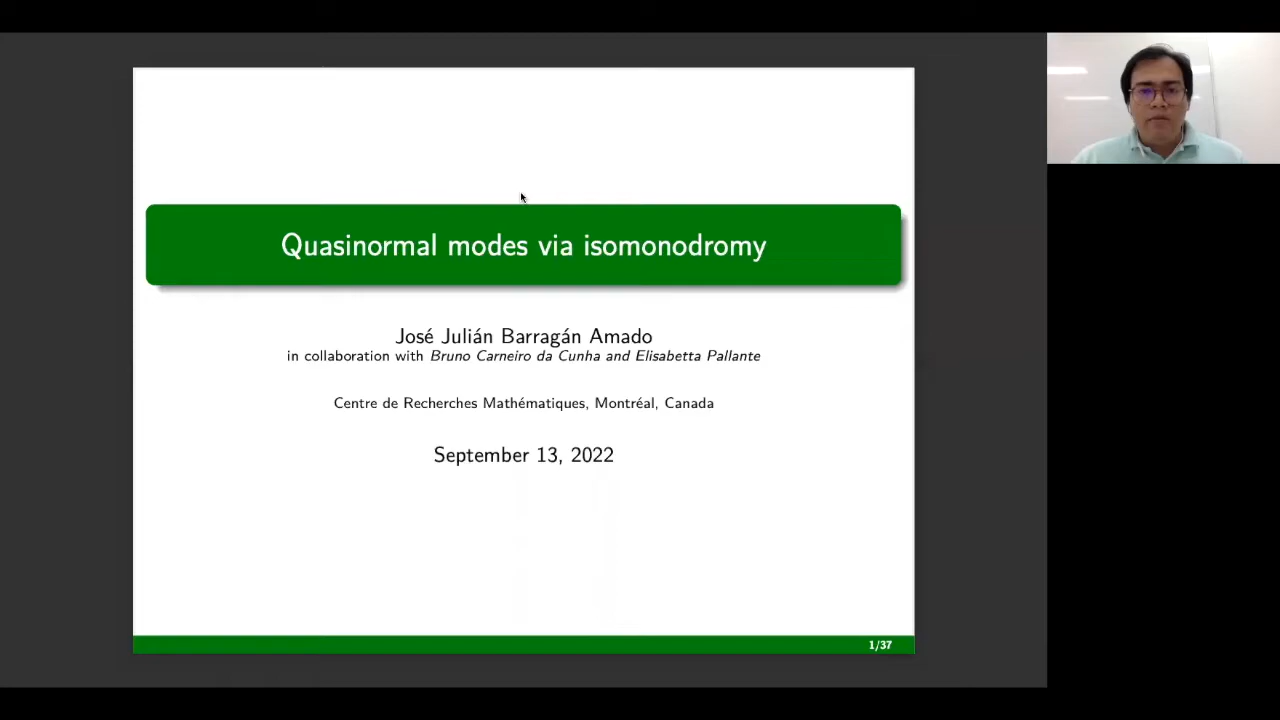 Quasinormal modes via isomonodromy
José Julián Barragán Amado
in collaboration with Bruno Carneiro da Cunha and Elisabetta Pallante
Centre de Recherches Mathématiques, Montréal, Canada
September 13, 2022
1/37